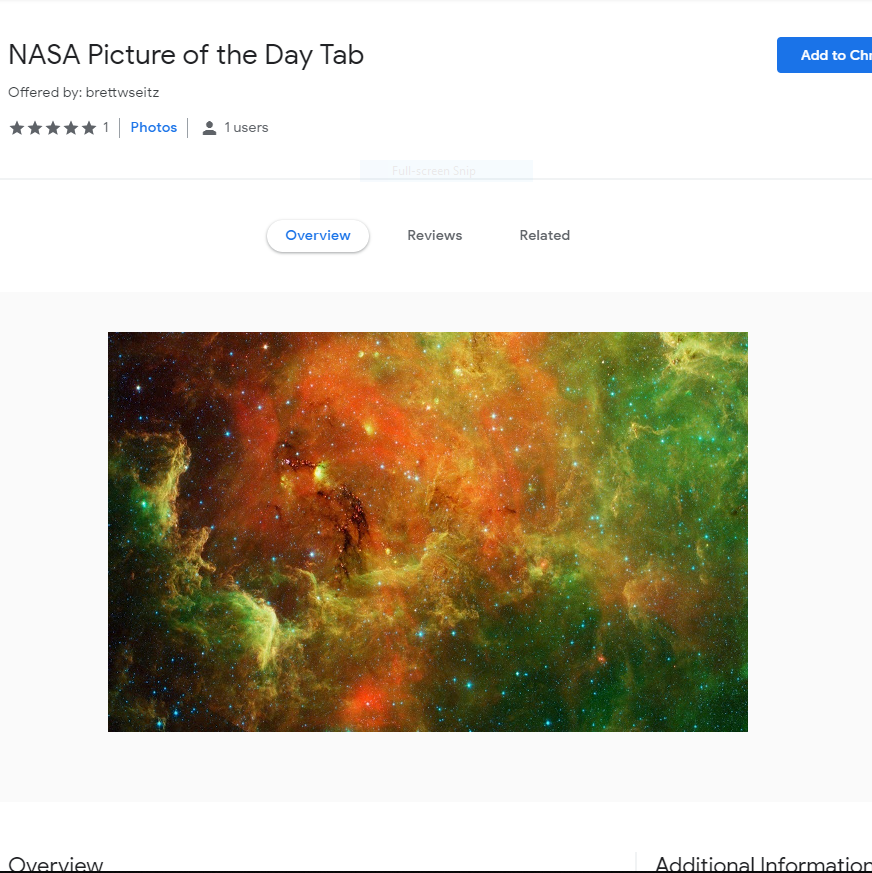 NASA Picture of the Day Tab
Add to Chr
Offered by: brettwseitz
1 Photos 1 users
Full-screen Snip
Overview Reviews Related
Overview Additional Information